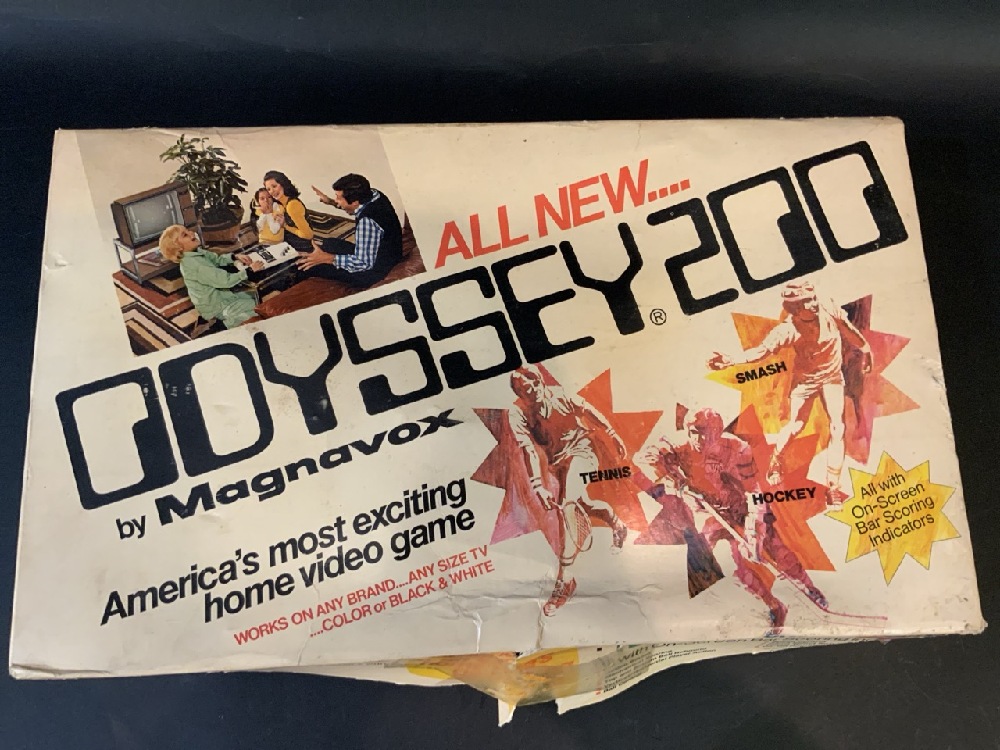 ALL NEW....
ODYSSEY® 200
by Magnavox
America's most exciting
home video game
WORKS ON ANY BRAND....ANY SIZE TV
....COLOR or BLACK & WHITE
SMASH
TENNIS
HOCKEY
All with
On-Screen
Bar Scoring
Indicators